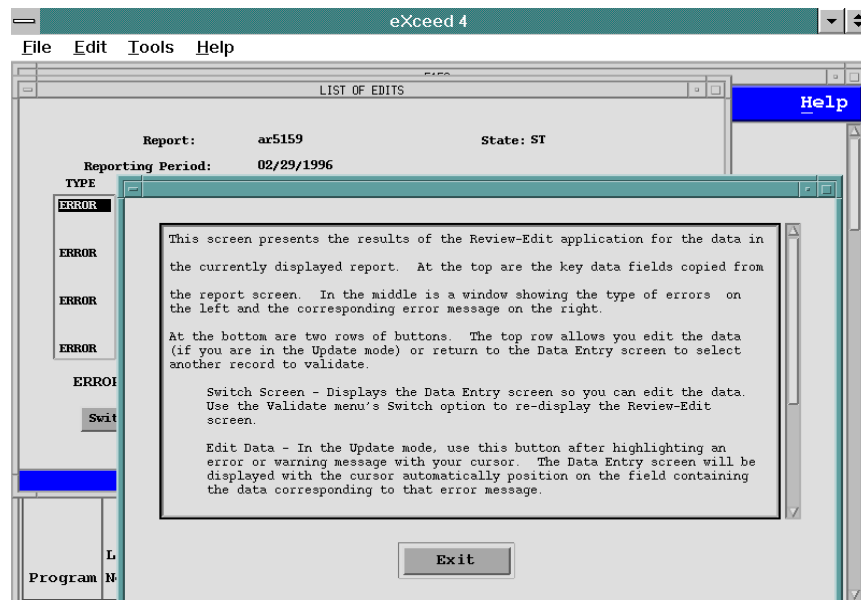 eXceed 4
File Edit Tools Help
LIST OF EDITS
Help
Report: ar5159 State: ST
Reporting Period: 02/29/1996
TYPE
ERROR
ERROR
ERROR
ERROR
This screen presents the results of the Review-Edit application for the data in
the currently displayed report. At the top are the key data fields copied from
the report screen. In the middle is a window showing the type of errors on
the left and the corresponding error message on the right.
At the bottom are two rows of buttons. The top row allows you edit the data
(if you are in the Update mode) or return to the Data Entry screen to select
another record to validate.
Switch Screen - Displays the Data Entry screen so you can edit the data.
Use the Validate menu's Switch option to re-display the Review-Edit
screen.
Edit Data - In the Update mode, use this button after highlighting an
error or warning message with your cursor. The Data Entry screen will be
displayed with the cursor automatically position on the field containing
the data corresponding to that error message.
Exit
Program